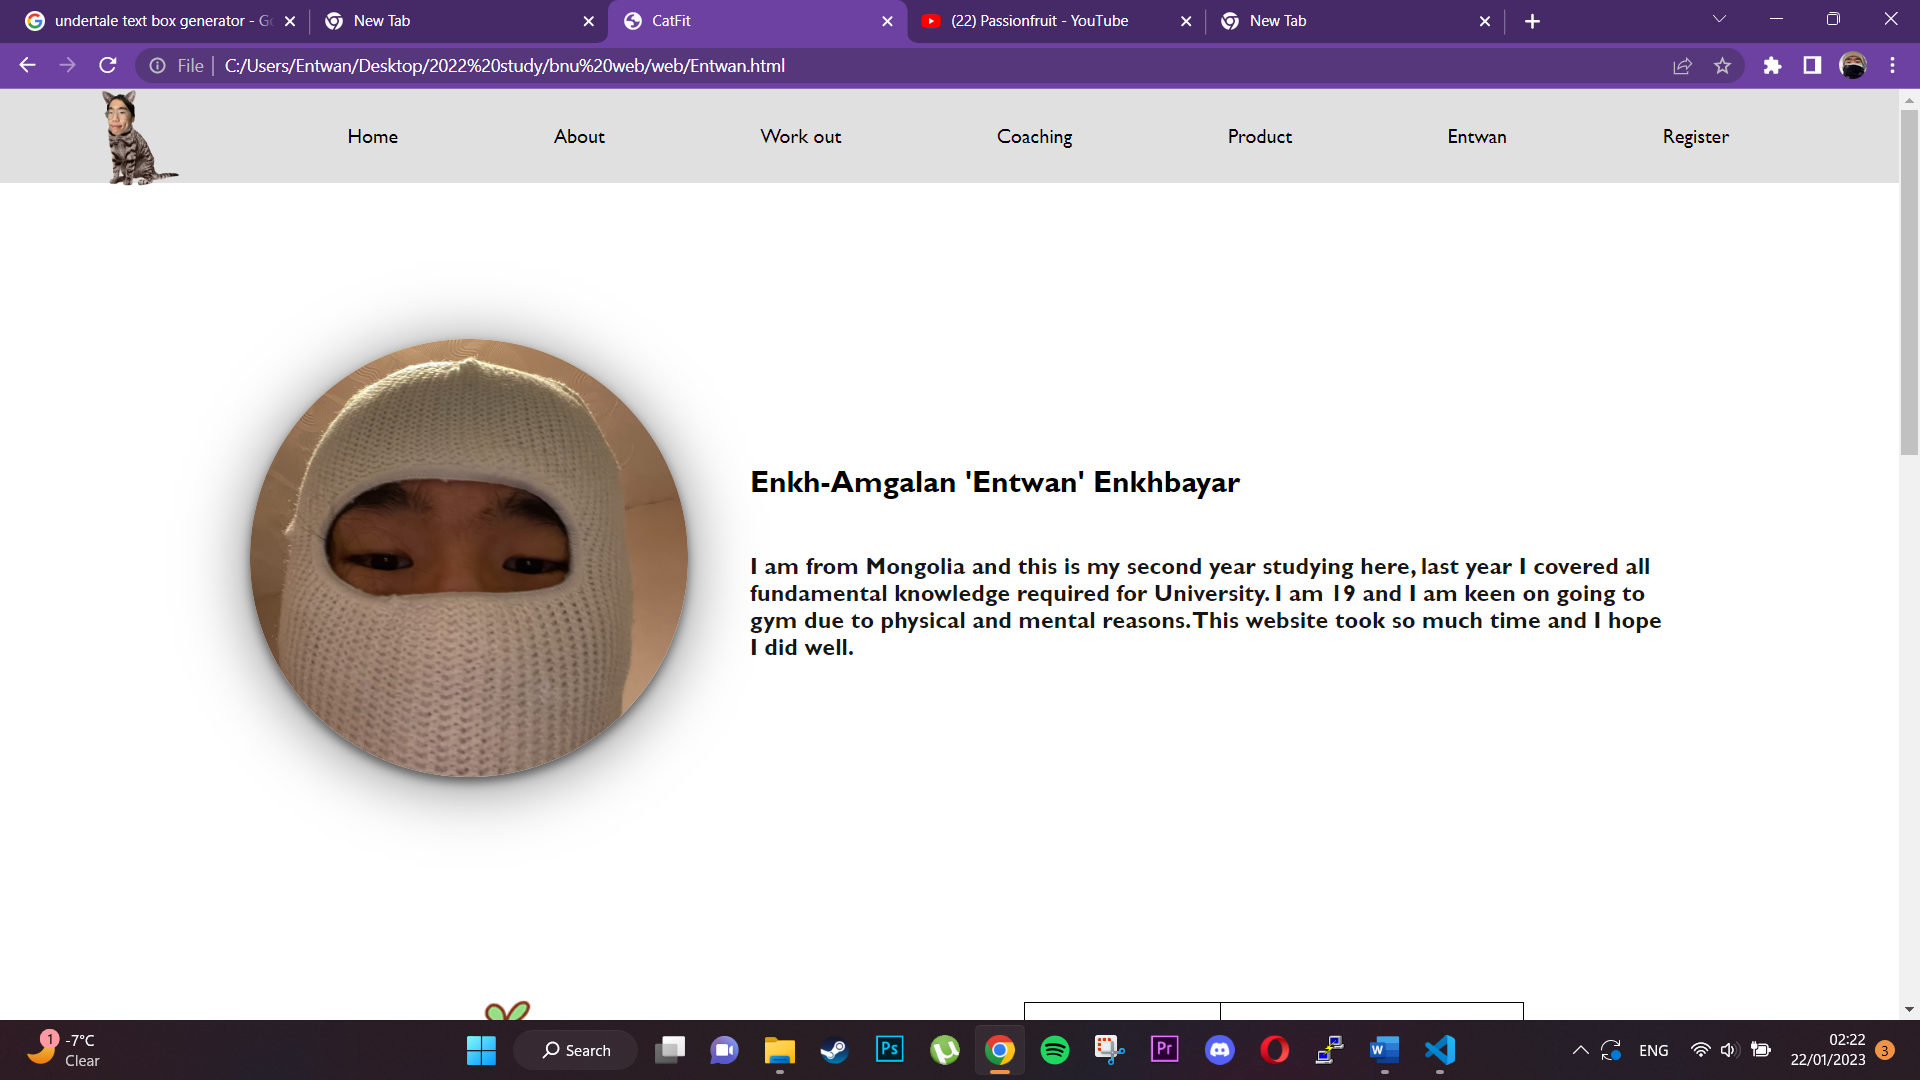 undertale text box generator - Go
New Tab
CatFit
(22) Passionfruit - YouTube
New Tab
File
C:/Users/Entwan/Desktop/2022%20study/bnu%20web/web/Entwan.html
Home
About
Work out
Coaching
Product
Entwan
Register
Enkh-Amgalan 'Entwan' Enkhbayar
I am from Mongolia and this is my second year studying here, last year I covered all
fundamental knowledge required for University. I am 19 and I am keen on going to
gym due to physical and mental reasons. This website took so much time and I hope
I did well.
1
-7°C
Clear
Search
Ps
Pr
W
ENG
02:22
22/01/2023
3